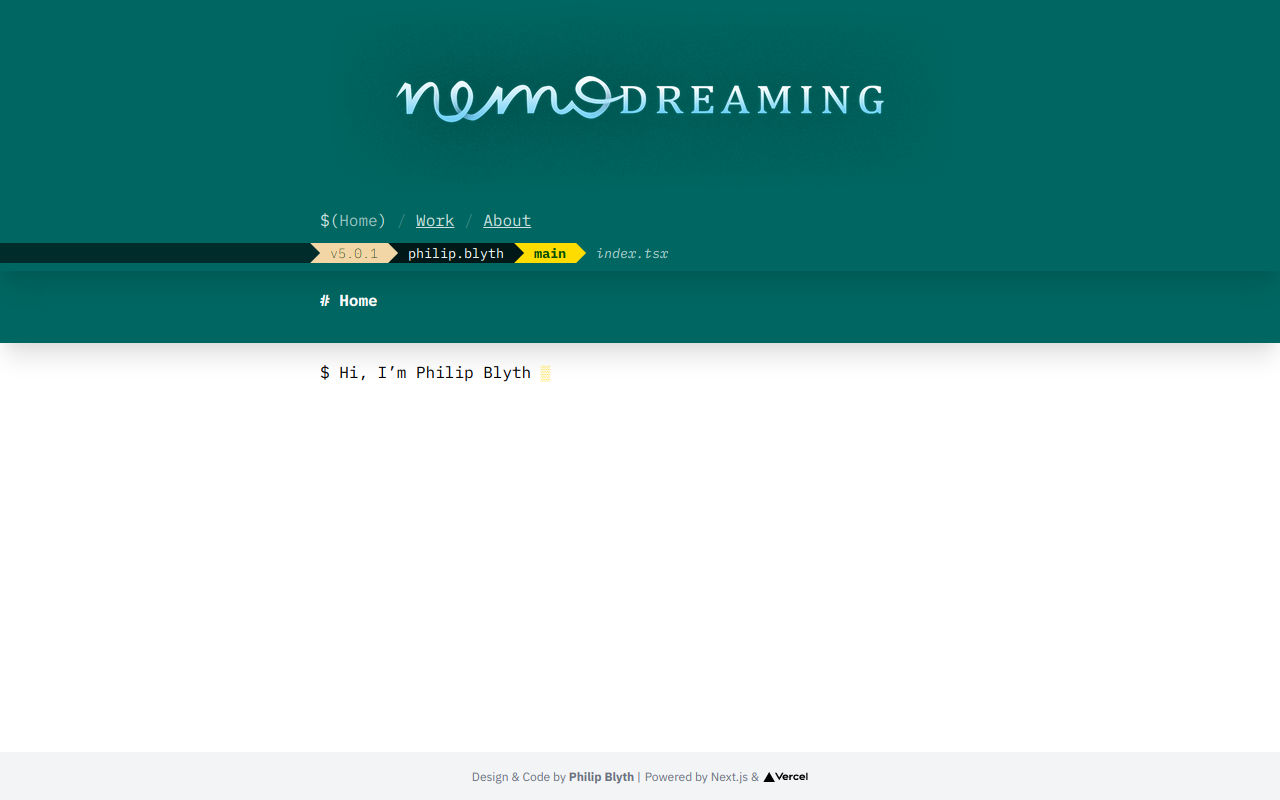 nemo DREAMING
$(Home) / Work / About
v5.0.1 philip.blyth main index.tsx
# Home
$ Hi, I’m Philip Blyth ▒
Design & Code by Philip Blyth | Powered by Next.js & ▲Vercel